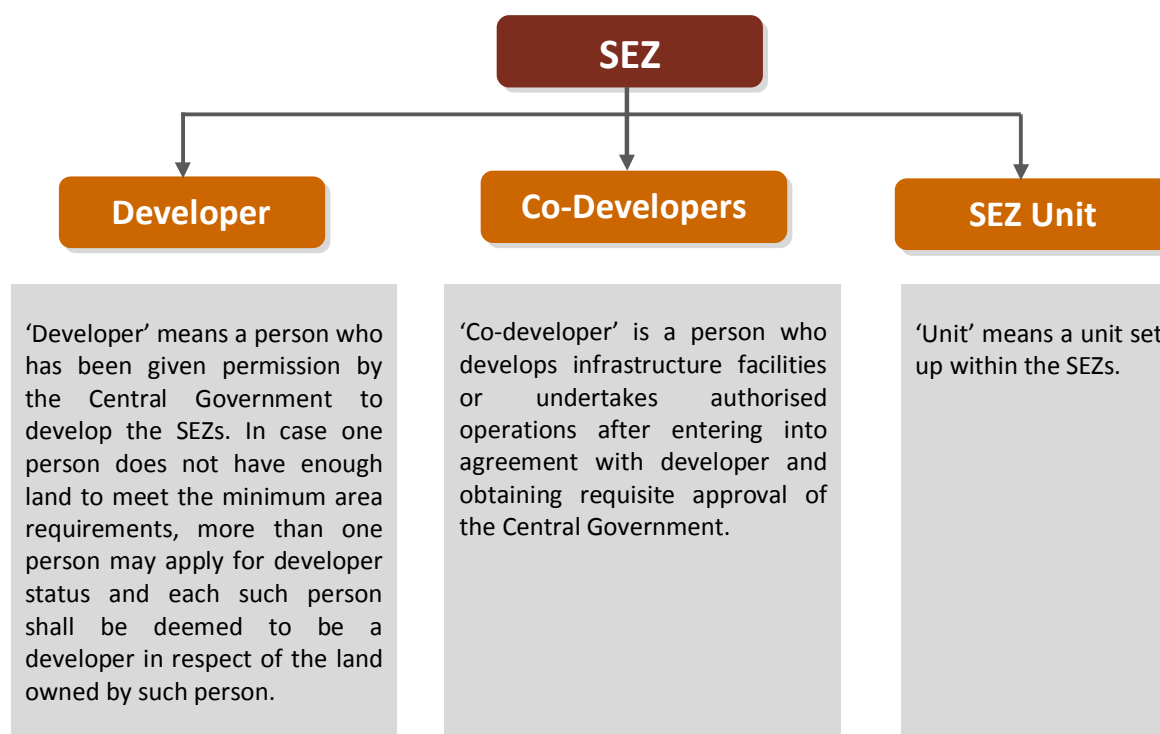 SEZ
Developer
Co-Developers
SEZ Unit
‘Developer’ means a person who
has been given permission by
the Central Government to
develop the SEZs. In case one
person does not have enough
land to meet the minimum area
requirements, more than one
person may apply for developer
status and each such person
shall be deemed to be a
developer in respect of the land
owned by such person.
‘Co-developer’ is a person who
develops infrastructure facilities
or undertakes authorised
operations after entering into
agreement with developer and
obtaining requisite approval of
the Central Government.
‘Unit’ means a unit set
up within the SEZs.